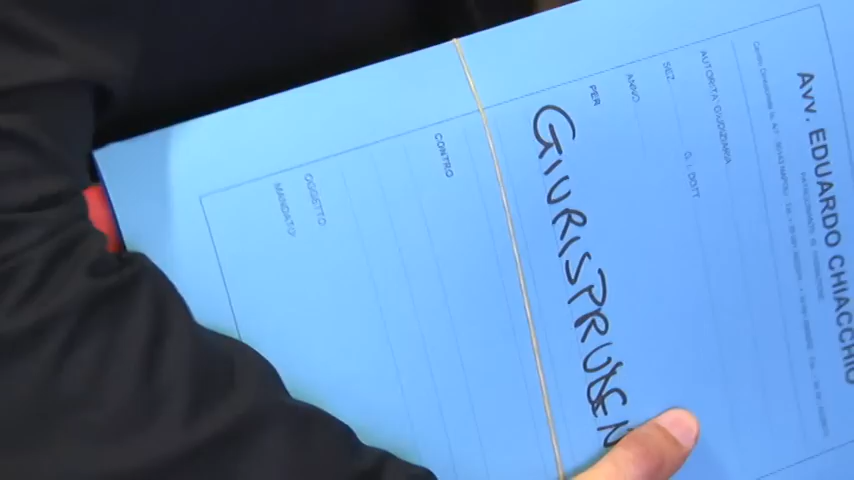 AVV. EDUARDO CHIACCHIO
AUTORITÀ GIUDIZIARIA
SEZ. G. I. DOTT.
ANNO
PER
GIURISPRUDEN
CONTRO
OGGETTO:
MANDATO: